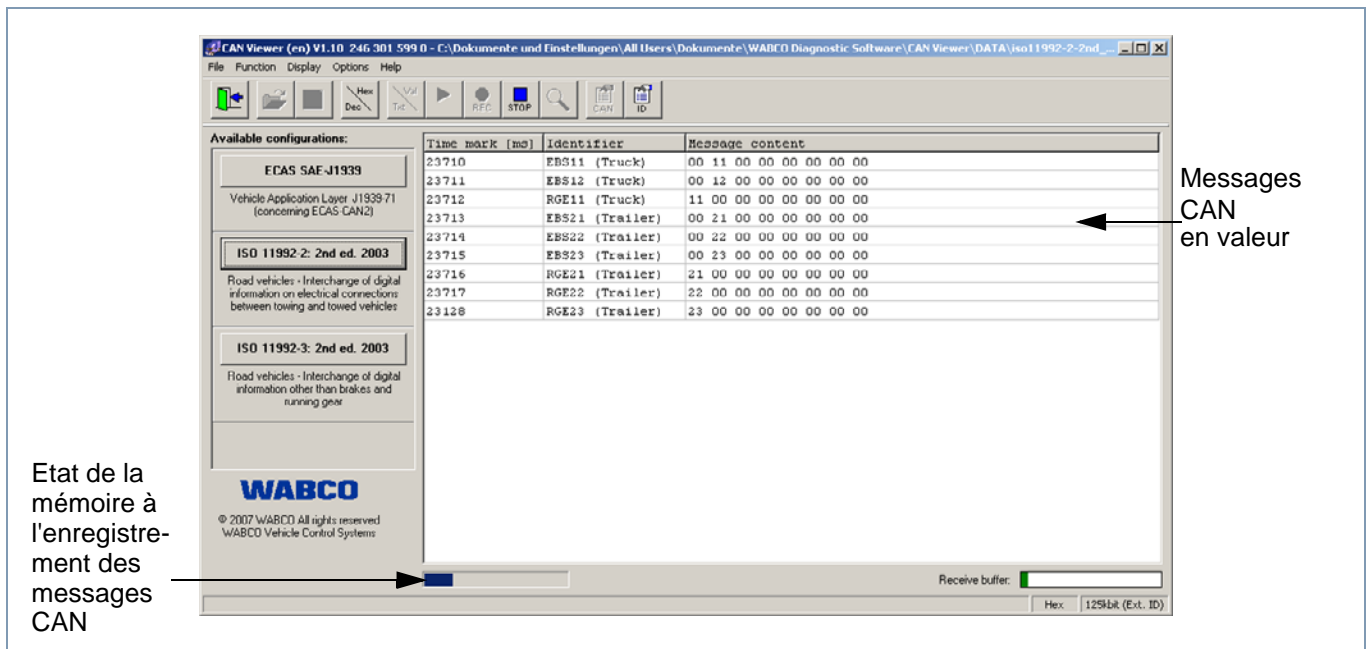 CAN Viewer (en) V1.10 246 301 599 0 - C:\Dokumente und Einstellungen\All Users\Dokumente\WABCO Diagnostic Software\CAN Viewer\DATA\iso11992-2-2nd_...
File Function Display Options Help
Hex
Dec
Val
Txt
REC
STOP
CAN
ID
Available configurations:
ECAS SAE-J1939
Vehicle Application Layer J1939-71
(concerning ECAS-CAN2)
ISO 11992-2: 2nd ed. 2003
Road vehicles - Interchange of digital
information on electrical connections
between towing and towed vehicles
ISO 11992-3: 2nd ed. 2003
Road vehicles - Interchange of digital
information other than brakes and
running gear
WABCO
© 2007 WABCO All rights reserved
WABCO Vehicle Control Systems
Time mark [ms] Identifier Message content
23710 EBS11 (Truck) 00 11 00 00 00 00 00 00
23711 EBS12 (Truck) 00 12 00 00 00 00 00 00
23712 RGE11 (Truck) 11 00 00 00 00 00 00 00
23713 EBS21 (Trailer) 00 21 00 00 00 00 00 00
23714 EBS22 (Trailer) 00 22 00 00 00 00 00 00
23715 EBS23 (Trailer) 00 23 00 00 00 00 00 00
23716 RGE21 (Trailer) 21 00 00 00 00 00 00 00
23717 RGE22 (Trailer) 22 00 00 00 00 00 00 00
23128 RGE23 (Trailer) 23 00 00 00 00 00 00 00
Receive buffer:
Hex 125kbit (Ext. ID)
Messages
CAN
en valeur
Etat de la
mémoire à
l'enregistre-
ment des
messages
CAN